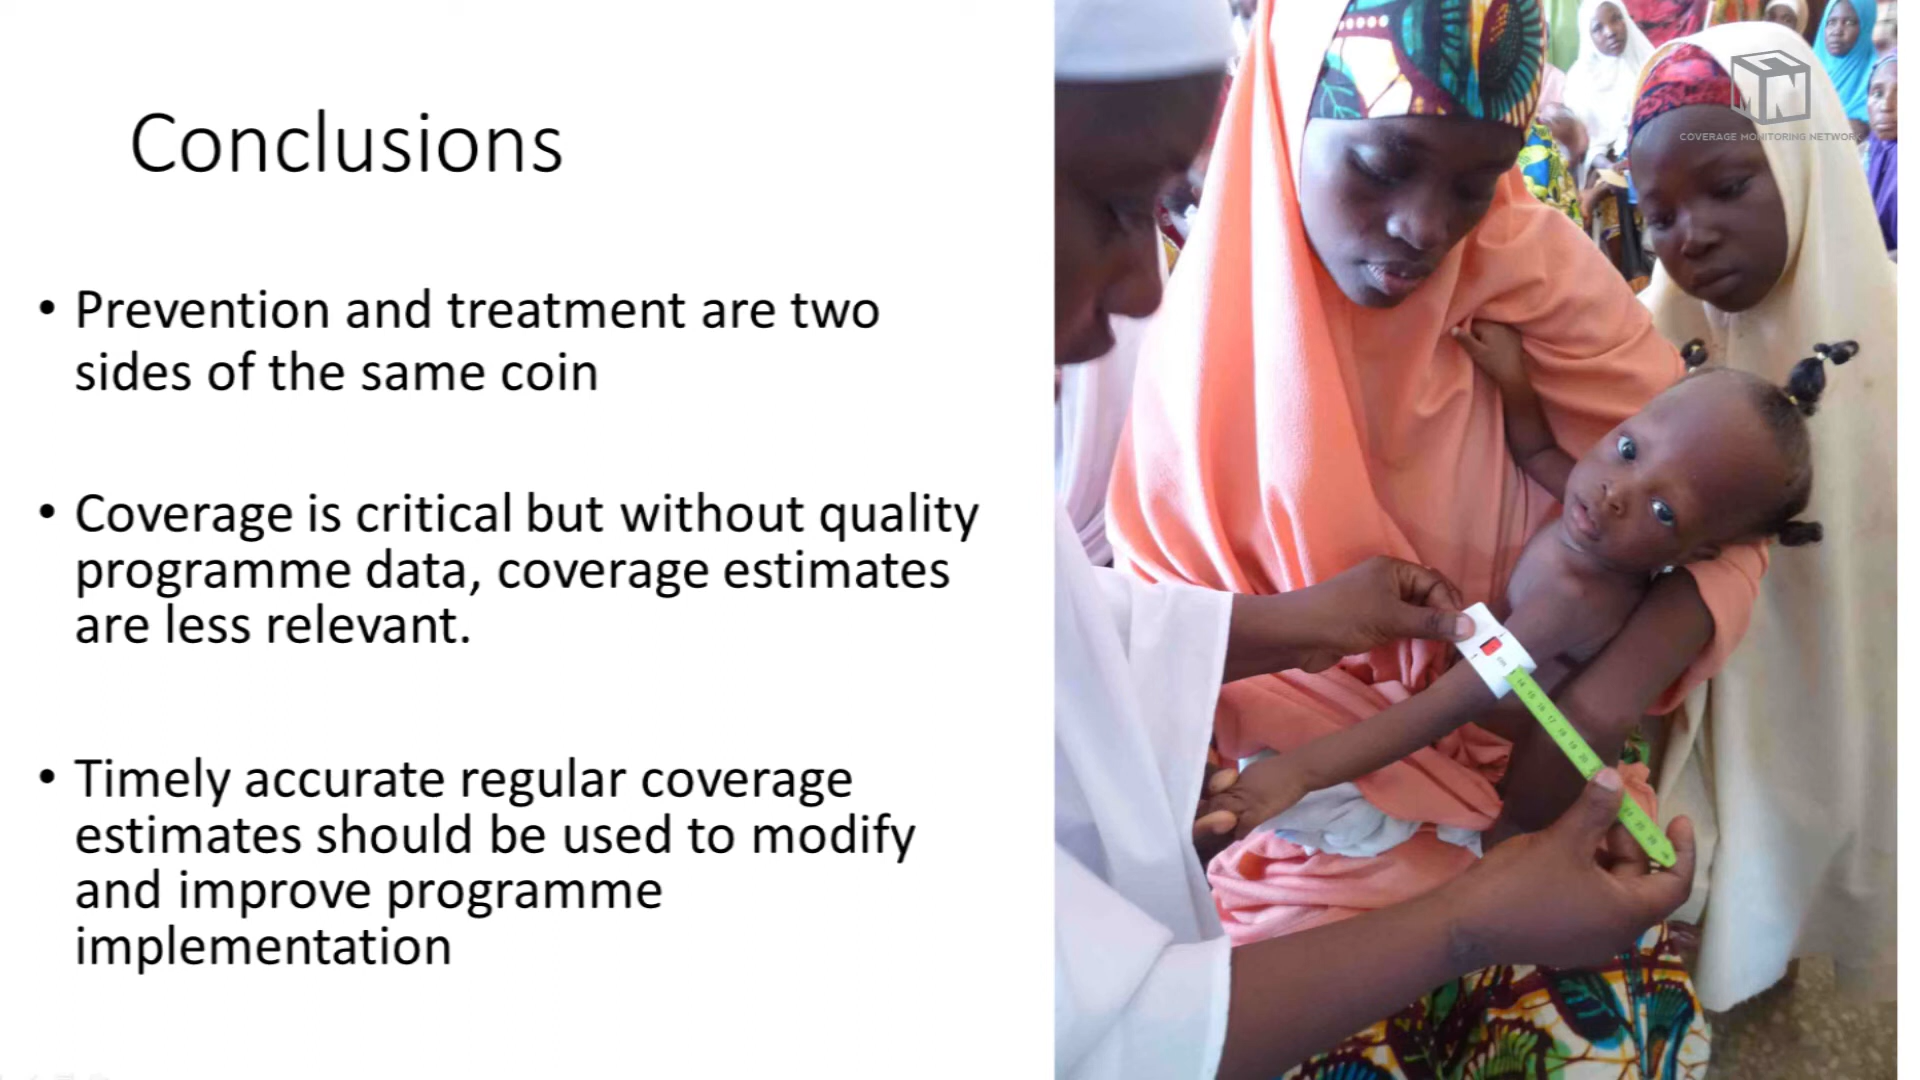 Conclusions
• Prevention and treatment are two
sides of the same coin
• Coverage is critical but without quality
programme data, coverage estimates
are less relevant.
• Timely accurate regular coverage
estimates should be used to modify
and improve programme
implementation
COVERAGE MONITORING NETWORK